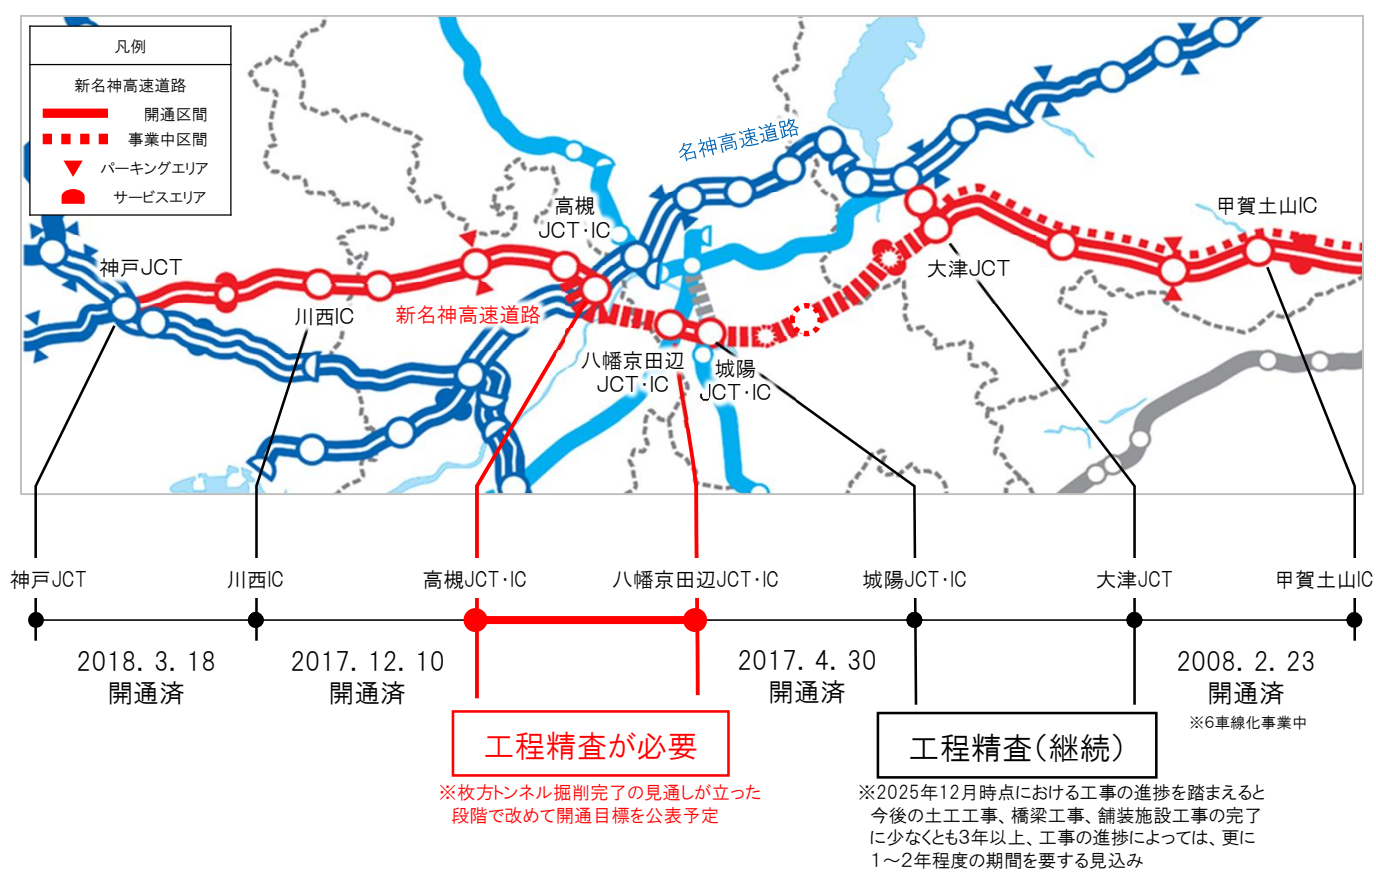 凡例
新名神高速道路
開通区間
事業中区間
パーキングエリア
サービスエリア
名神高速道路
高槻
JCT･IC
甲賀土山IC
神戸JCT
大津JCT
川西IC
新名神高速道路
八幡京田辺
JCT･IC
城陽
JCT･IC
神戸JCT
川西IC
高槻JCT･IC
八幡京田辺JCT･IC
城陽JCT･IC
大津JCT
甲賀土山IC
2018．3．18
開通済
2017．12．10
開通済
2017．4．30
開通済
2008．2．23
開通済
※6車線化事業中
工程精査が必要
※枚方トンネル掘削完了の見通しが立った
段階で改めて開通目標を公表予定
工程精査（継続）
※2025年12月時点における工事の進捗を踏まえると
今後の土工工事、橋梁工事、舗装施設工事の完了
に少なくとも3年以上、工事の進捗によっては、更に
1～2年程度の期間を要する見込み